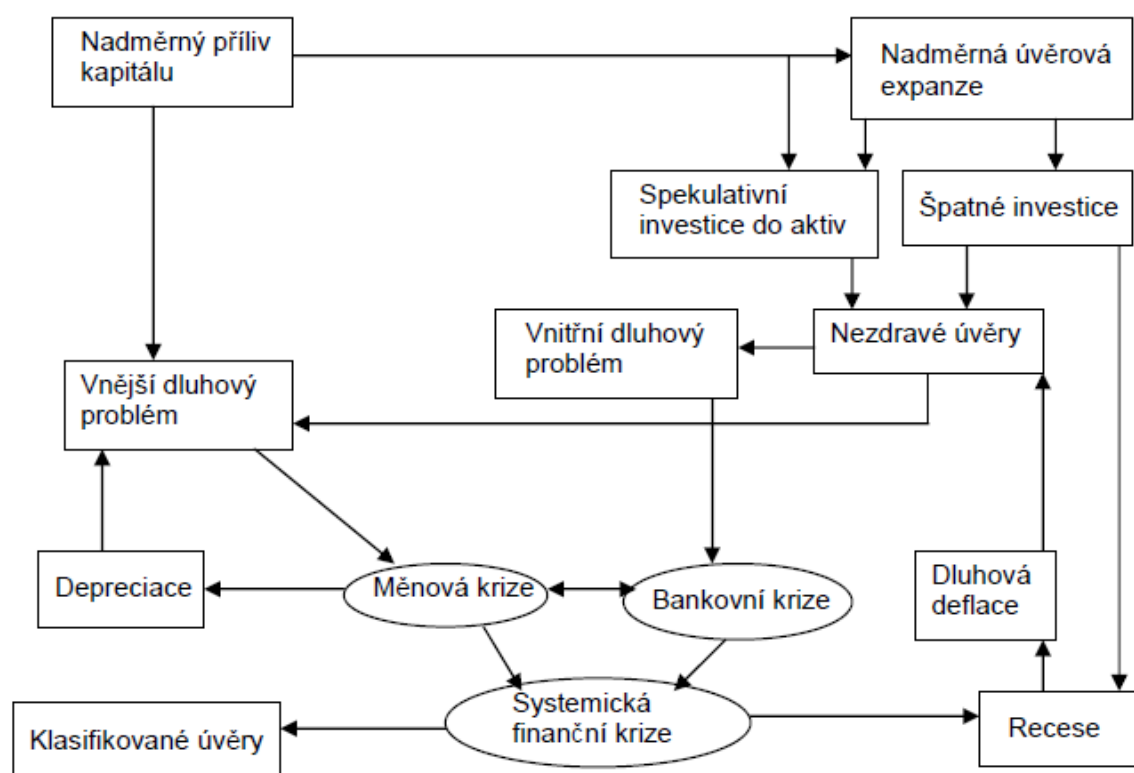 Nadměrný příliv
kapitálu
Nadměrná úvěrová
expanze
Spekulativní
investice do aktiv
Špatné investice
Vnitřní dluhový
problém
Nezdravé úvěry
Vnější dluhový
problém
Depreciace
Měnová krize
Bankovní krize
Dluhová
deflace
Systemická
finanční krize
Klasifikované úvěry
Recese